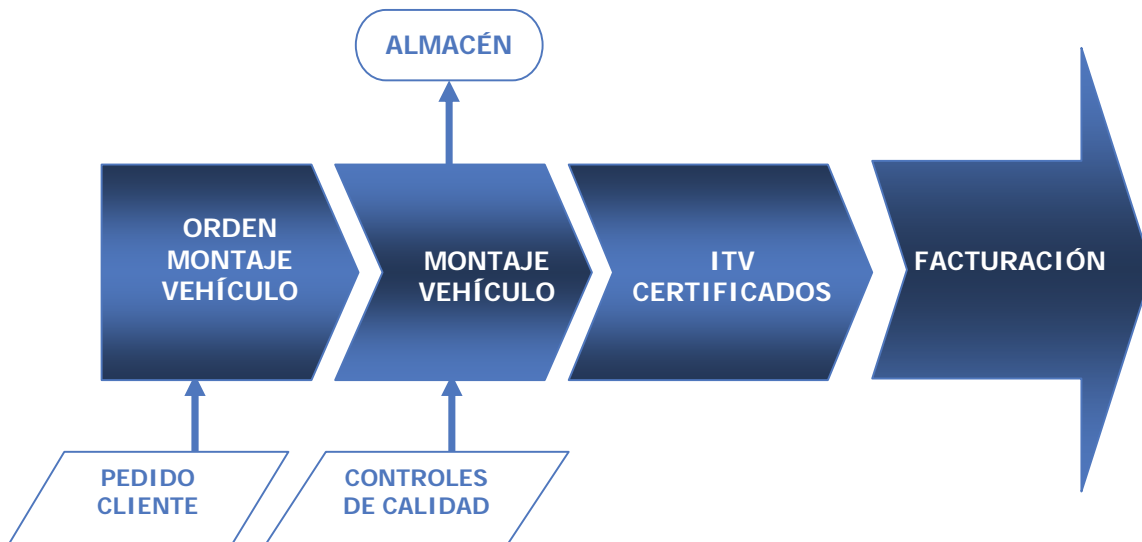 ALMACÉN
ORDEN
MONTAJE
VEHÍCULO
MONTAJE
VEHÍCULO
ITV
CERTIFICADOS
FACTURACIÓN
PEDIDO
CLIENTE
CONTROLES
DE CALIDAD